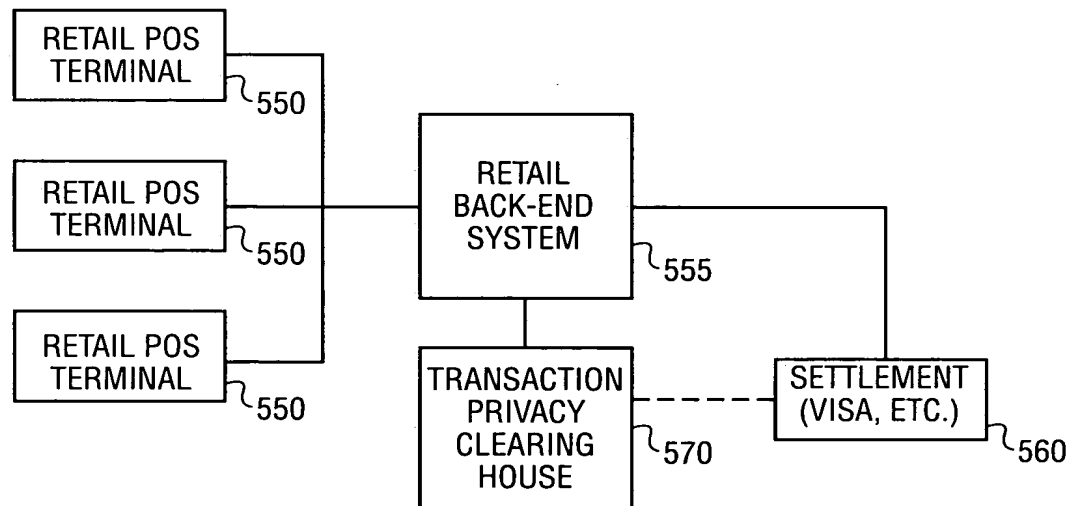 RETAIL POS
TERMINAL
550
RETAIL POS
TERMINAL
550
RETAIL POS
TERMINAL
550
RETAIL
BACK-END
SYSTEM
555
TRANSACTION
PRIVACY
CLEARING
HOUSE
570
SETTLEMENT
(VISA, ETC.)
560